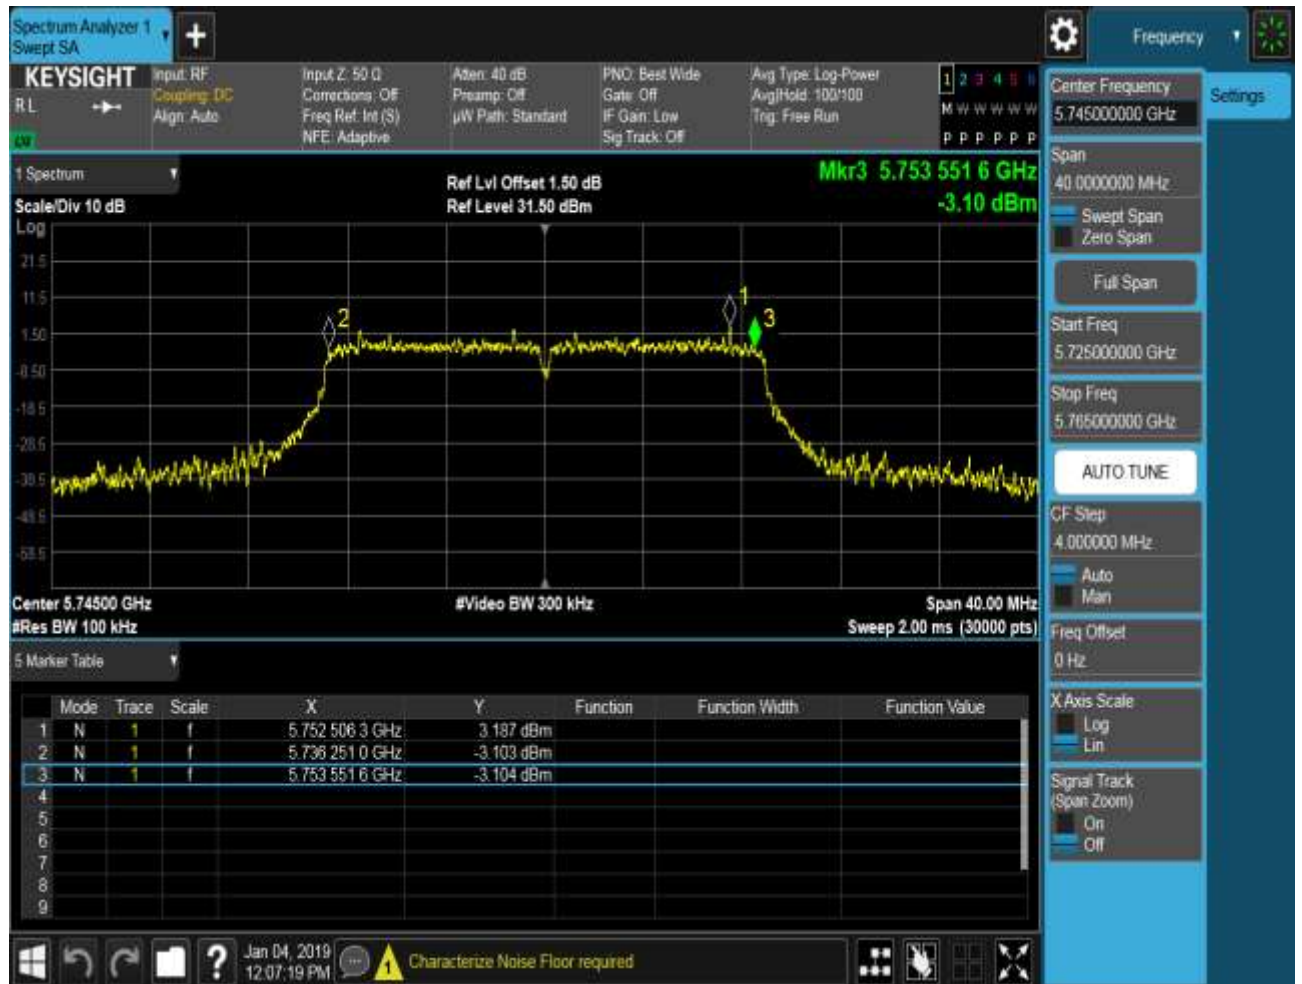 Spectrum Analyzer 1
Swept SA
+
Frequency
KEYSIGHT
RL
Input: RF
Coupling: DC
Align: Auto
Input Z: 50 Ω
Corrections: Off
Freq Ref: Int (S)
NFE: Adaptive
Atten: 40 dB
Preamp: Off
µW Path: Standard
PNO: Best Wide
Gate: Off
IF Gain: Low
Sig Track: Off
Avg Type: Log-Power
Avg|Hold: 100/100
Trig: Free Run
1 2 3 4 5 6
M W W W W W
P P P P P P
1 Spectrum
Scale/Div 10 dB
Ref Lvl Offset 1.50 dB
Ref Level 31.50 dBm
Mkr3 5.753 551 6 GHz
-3.10 dBm
Log
21.5
11.5
1.50
-8.50
-18.5
-28.5
-38.5
-48.5
-58.5
2
1
3
Center 5.74500 GHz
#Video BW 300 kHz
Span 40.00 MHz
#Res BW 100 kHz
Sweep 2.00 ms (30000 pts)
5 Marker Table
Mode Trace Scale X Y Function Function Width Function Value
1 N 1 f 5.752 506 3 GHz 3.187 dBm
2 N 1 f 5.736 251 0 GHz -3.103 dBm
3 N 1 f 5.753 551 6 GHz -3.104 dBm
4
5
6
7
8
9
Jan 04, 2019
12:07:19 PM
Characterize Noise Floor required
Center Frequency
5.745000000 GHz
Settings
Span
40.0000000 MHz
Swept Span
Zero Span
Full Span
Start Freq
5.725000000 GHz
Stop Freq
5.765000000 GHz
AUTO TUNE
CF Step
4.000000 MHz
Auto
Man
Freq Offset
0 Hz
X Axis Scale
Log
Lin
Signal Track
(Span Zoom)
On
Off